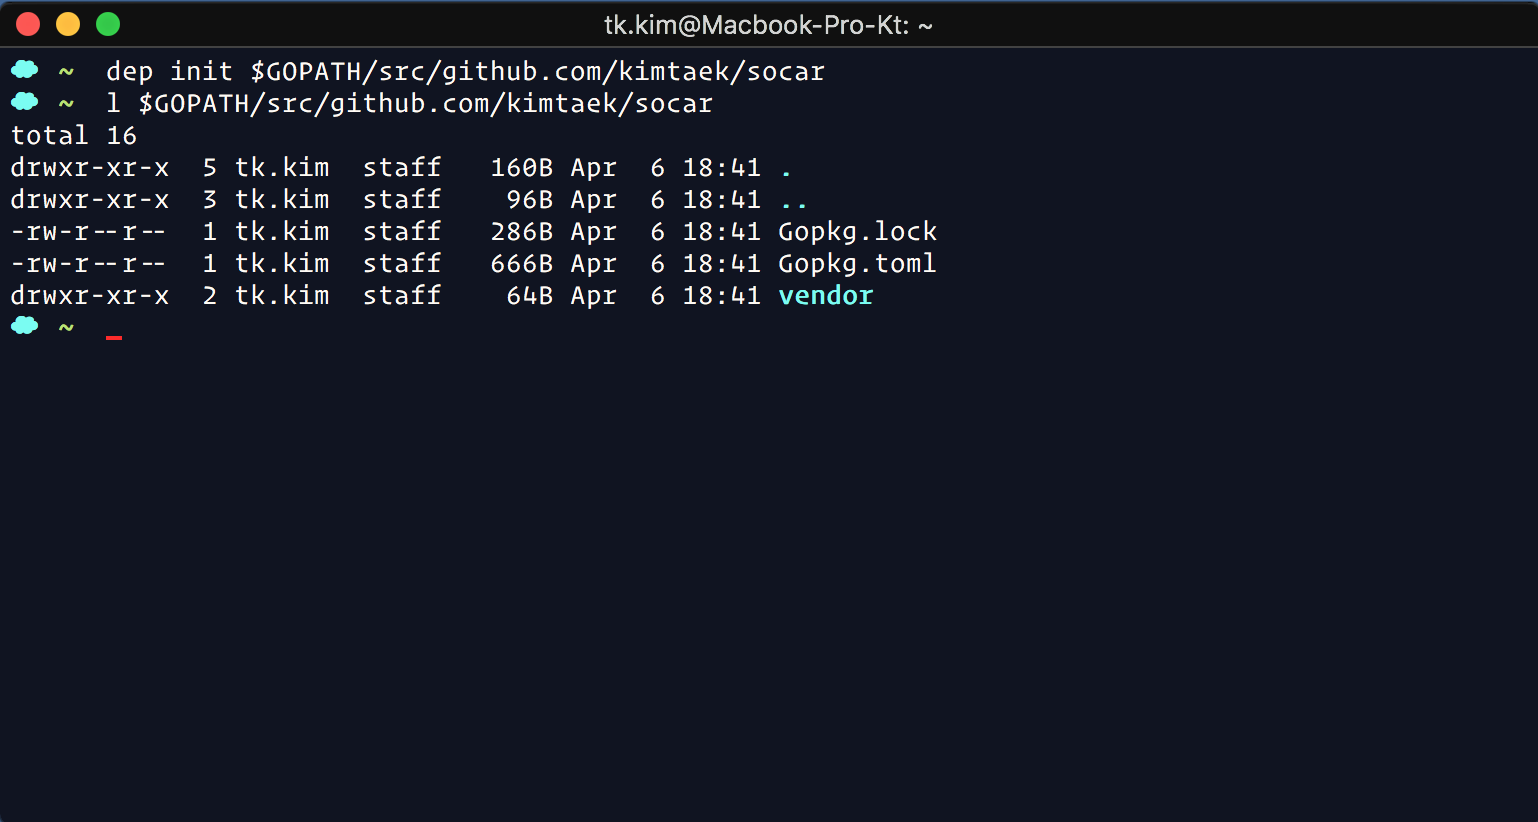 tk.kim@Macbook-Pro-Kt: ~
~ dep init $GOPATH/src/github.com/kimtaek/socar
~ l $GOPATH/src/github.com/kimtaek/socar
total 16
drwxr-xr-x  5 tk.kim  staff   160B Apr  6 18:41 .
drwxr-xr-x  3 tk.kim  staff    96B Apr  6 18:41 ..
-rw-r--r--  1 tk.kim  staff   286B Apr  6 18:41 Gopkg.lock
-rw-r--r--  1 tk.kim  staff   666B Apr  6 18:41 Gopkg.toml
drwxr-xr-x  2 tk.kim  staff    64B Apr  6 18:41 vendor
~ _